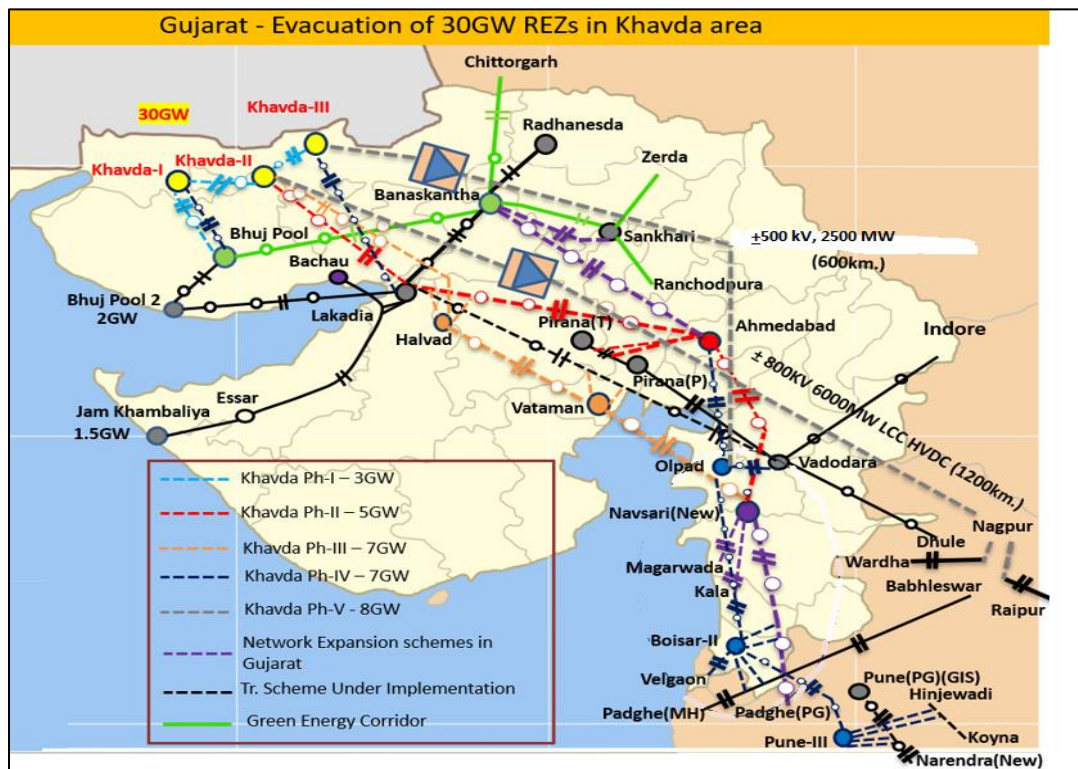 Gujarat - Evacuation of 30GW REZs in Khavda area
Chittorgarh
30GW
Khavda-III
Radhanesda
Khavda-I
Khavda-II
Zerda
Banaskantha
Bhuj Pool
Sankhari
±500 kV, 2500 MW
(600km.)
Bachau
Ranchodpura
Bhuj Pool 2
2GW
Lakadia
Halvad
Pirana(T)
Ahmedabad
Indore
Pirana(P)
± 800KV 6000MW LCC HVDC (1200km.)
Essar
Vataman
Jam Khambaliya
1.5GW
Olpad
Vadodara
Khavda Ph-I – 3GW
Khavda Ph-II – 5GW
Khavda Ph-III – 7GW
Khavda Ph-IV – 7GW
Khavda Ph-V - 8GW
Network Expansion schemes in
Gujarat
Tr. Scheme Under Implementation
Green Energy Corridor
Navsari(New)
Nagpur
Dhule
Magarwada
Wardha
Kala
Babhleswar
Raipur
Boisar-II
Velgaon
Pune(PG)(GIS)
Hinjewadi
Padghe(MH)
Padghe(PG)
Pune-III
Koyna
Narendra(New)